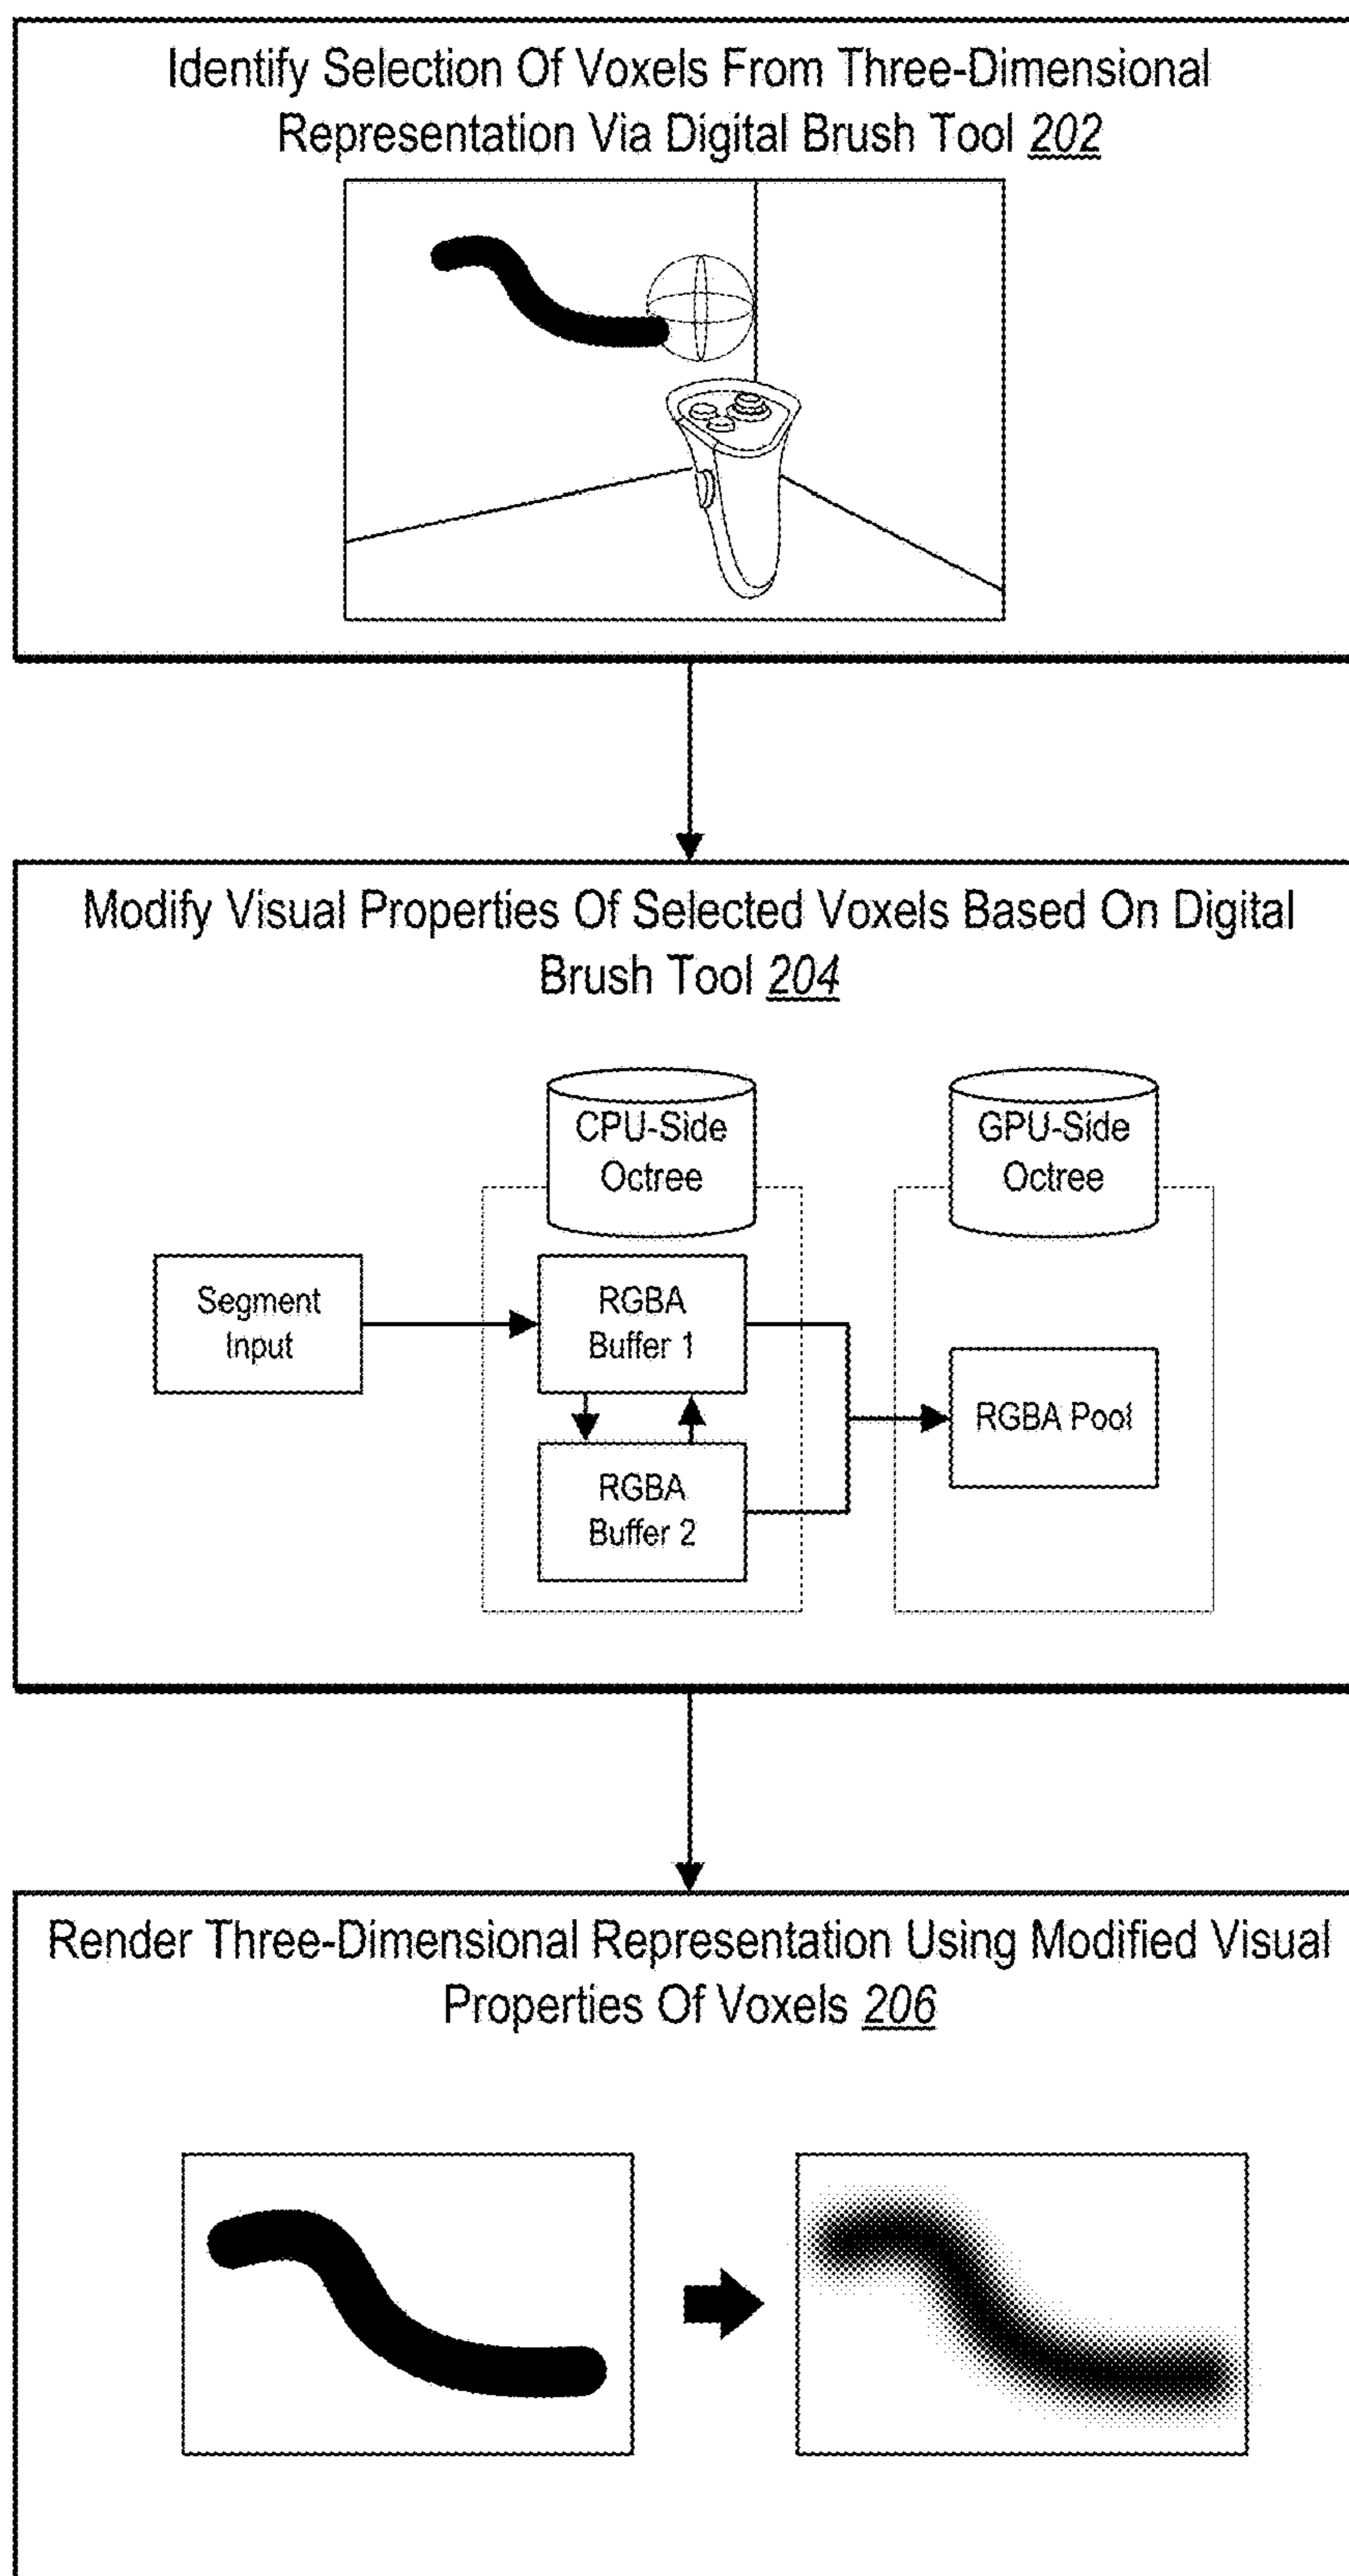 Identify Selection Of Voxels From Three-Dimensional
Representation Via Digital Brush Tool 202
Modify Visual Properties Of Selected Voxels Based On Digital
Brush Tool 204
CPU-Side
Octree
GPU-Side
Octree
Segment
Input
RGBA
Buffer 1
RGBA Pool
RGBA
Buffer 2
Render Three-Dimensional Representation Using Modified Visual
Properties Of Voxels 206